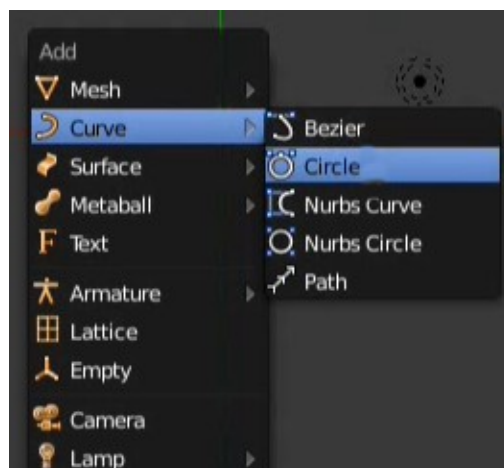 Add
Mesh
Curve
Surface
Metaball
Text
Armature
Lattice
Empty
Camera
Lamp
Bezier
Circle
Nurbs Curve
Nurbs Circle
Path